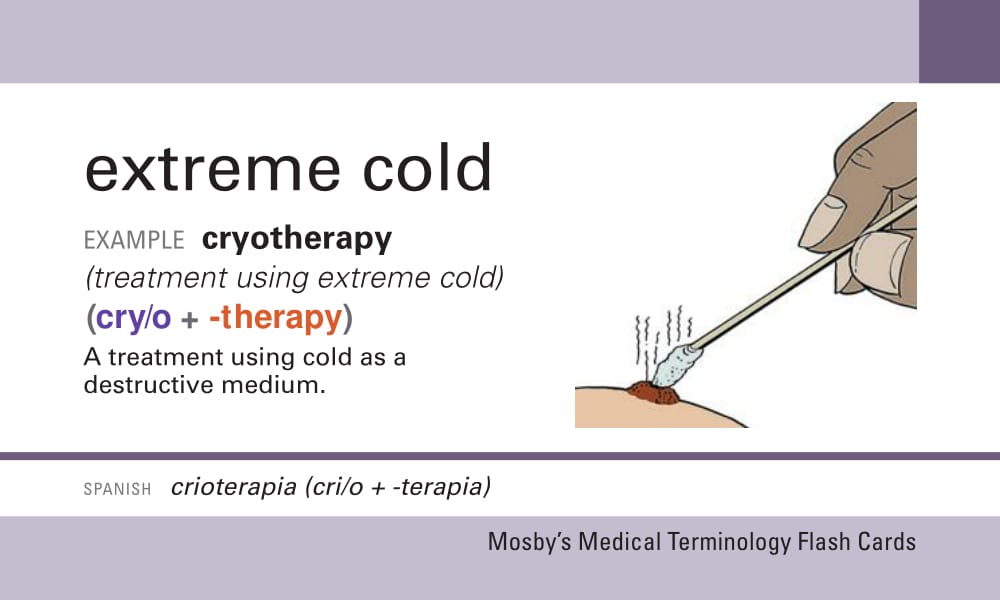 extreme cold
EXAMPLE cryotherapy
(treatment using extreme cold)
(cry/o + -therapy)
A treatment using cold as a
destructive medium.
SPANISH crioterapia (cri/o + -terapia)
Mosby's Medical Terminology Flash Cards